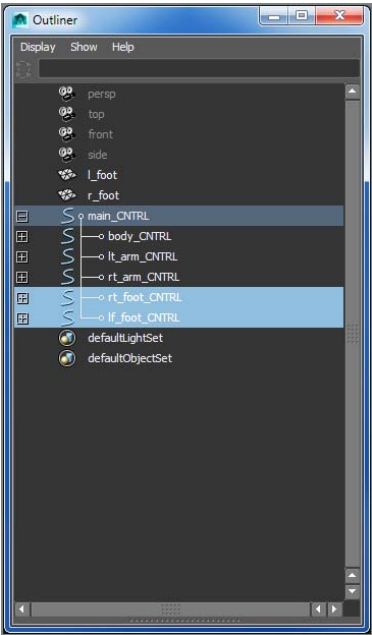 Outliner
Display Show Help
persp
top
front
side
l_foot
r_foot
main_CNTRL
body_CNTRL
lt_arm_CNTRL
rt_arm_CNTRL
rt_foot_CNTRL
lf_foot_CNTRL
defaultLightSet
defaultObjectSet